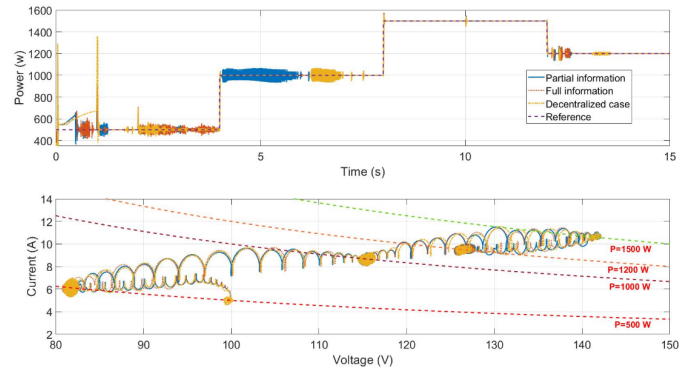 1600
1400
1200
1000
800
600
400
Power (w)
Partial information
Full information
Decentralized case
Reference
0
5
10
15
Time (s)
14
12
10
8
6
4
2
Current (A)
P=1500 W
P=1200 W
P=1000 W
P=500 W
80
90
100
110
120
130
140
150
Voltage (V)